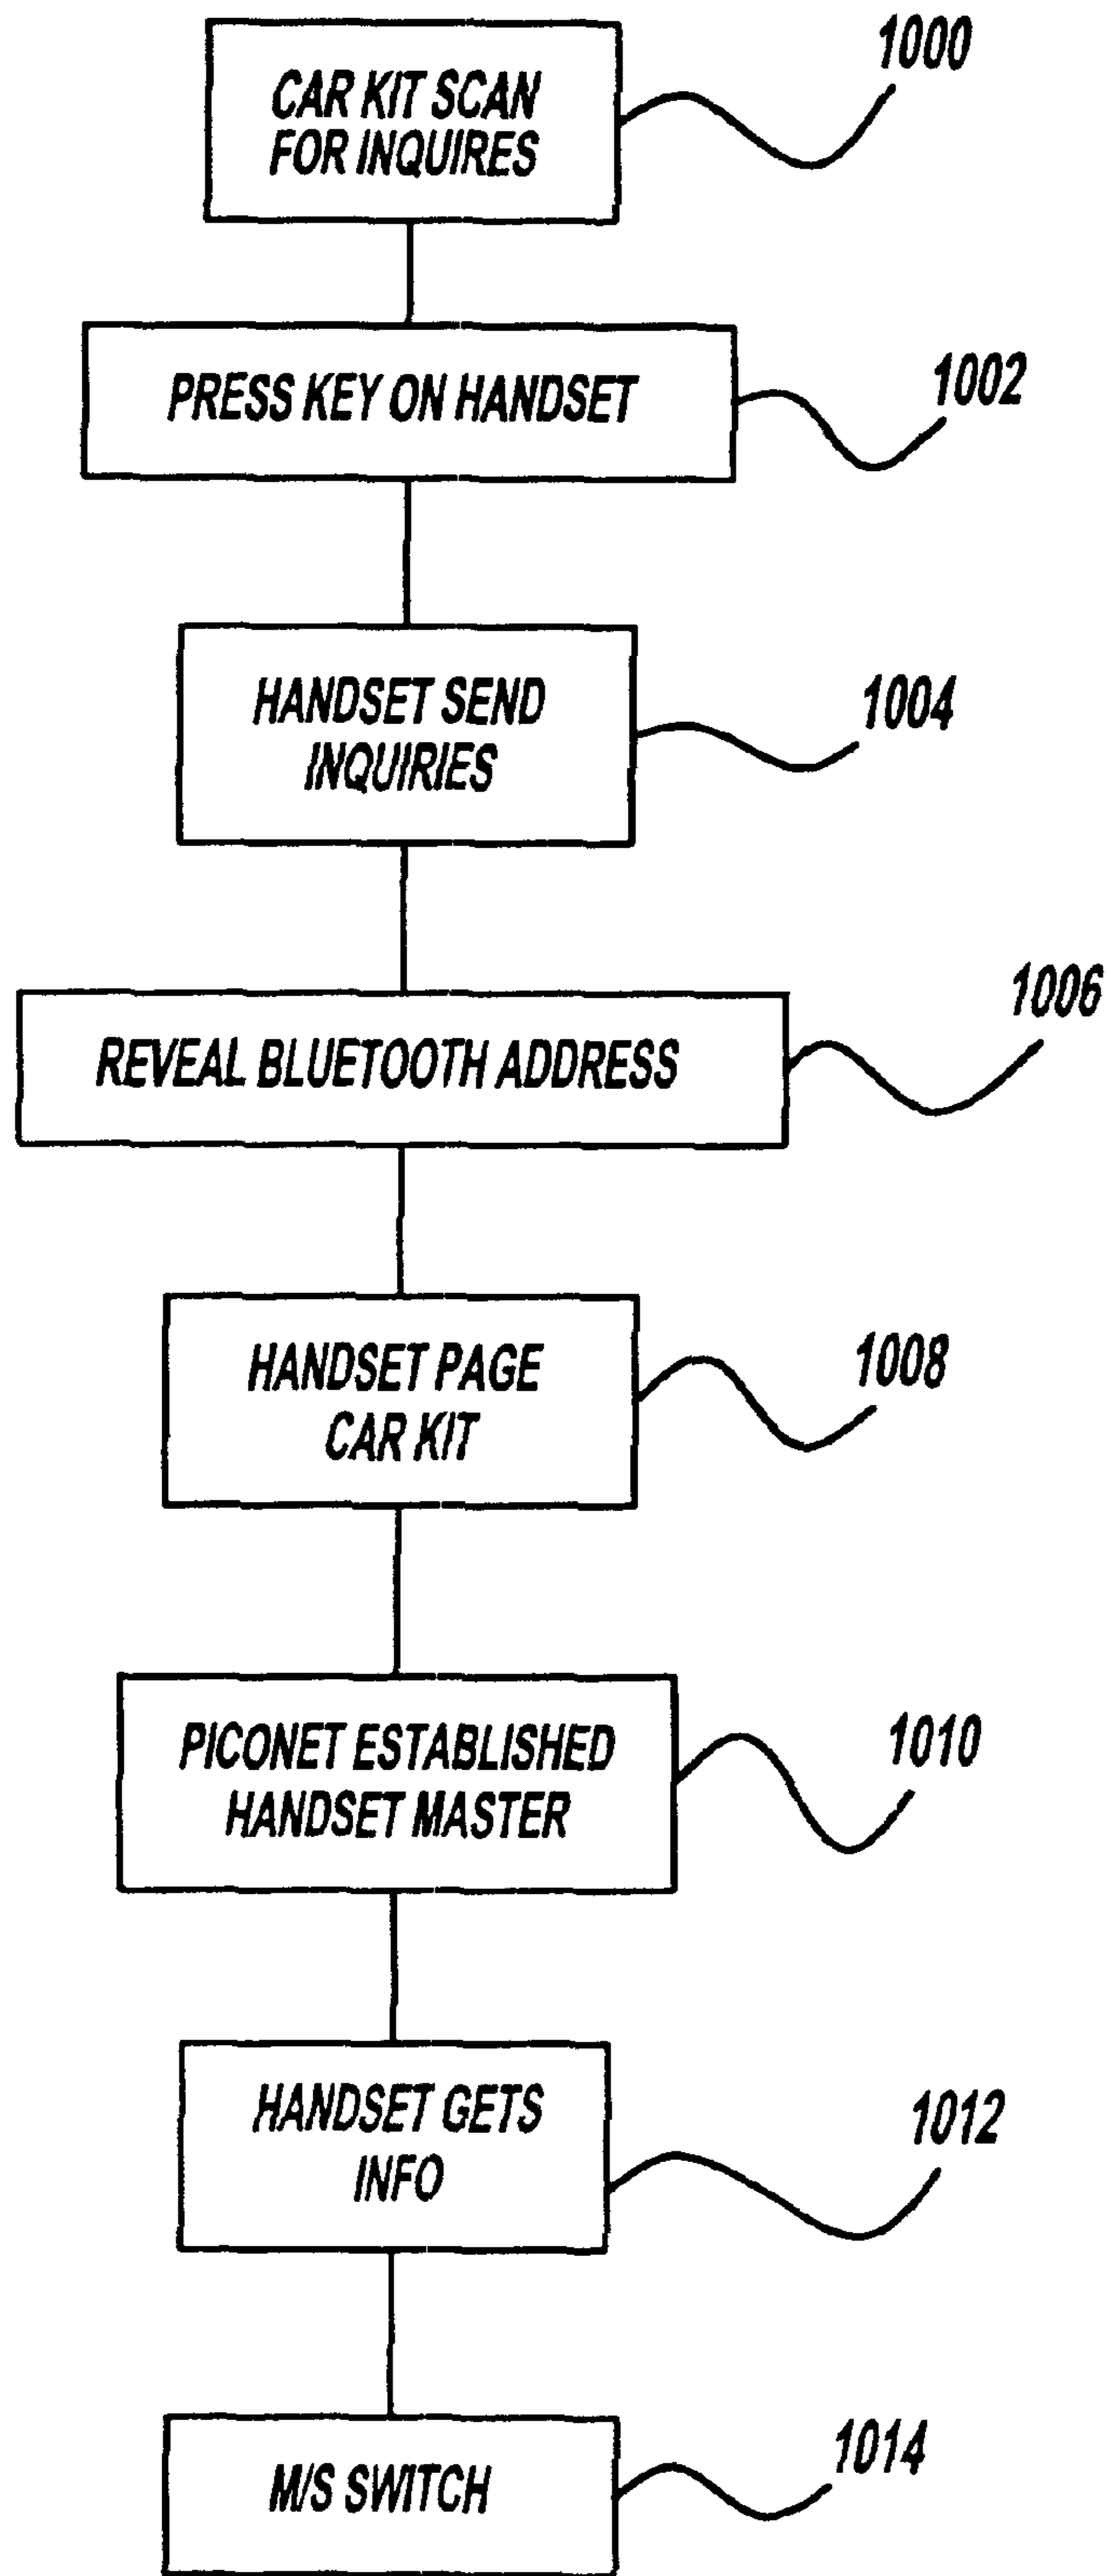 1000
CAR KIT SCAN
FOR INQUIRES
1002
PRESS KEY ON HANDSET
1004
HANDSET SEND
INQUIRIES
1006
REVEAL BLUETOOTH ADDRESS
1008
HANDSET PAGE
CAR KIT
1010
PICONET ESTABLISHED
HANDSET MASTER
1012
HANDSET GETS
INFO
1014
M/S SWITCH